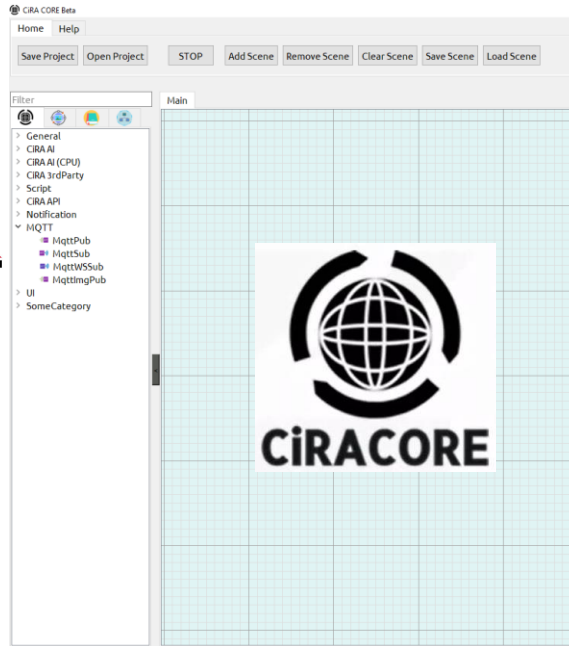 CiRA CORE Beta
Home Help
Save Project Open Project STOP Add Scene Remove Scene Clear Scene Save Scene Load Scene
Filter
Main
General
CiRA AI
CiRA AI (CPU)
CiRA 3rdParty
Script
CiRA API
Notification
MQTT
MqttPub
MqttSub
MqttWSSub
MqttImgPub
UI
SomeCategory
CiRACORE